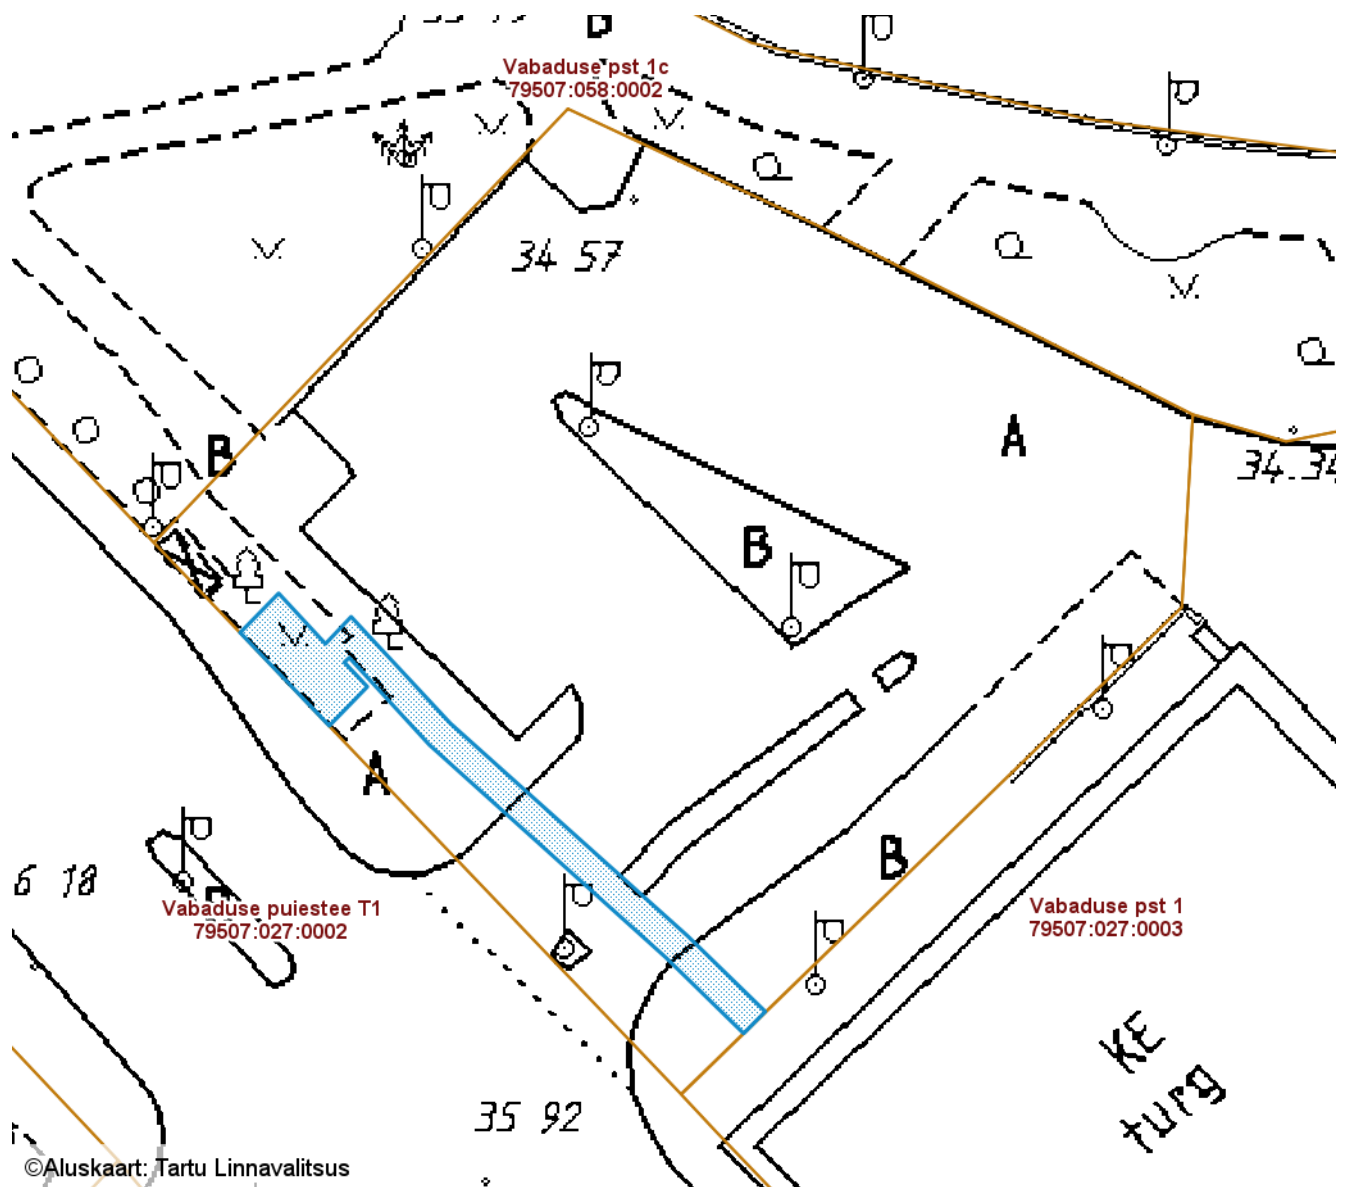 B
Vabaduse pst 1c
79507:058:0002
34 57
A
34.34
B
B
A
B
6 18
Vabaduse puiestee T1
79507:027:0002
Vabaduse pst 1
79507:027:0003
KE
turg
35 92
©Aluskaart: Tartu Linnavalitsus